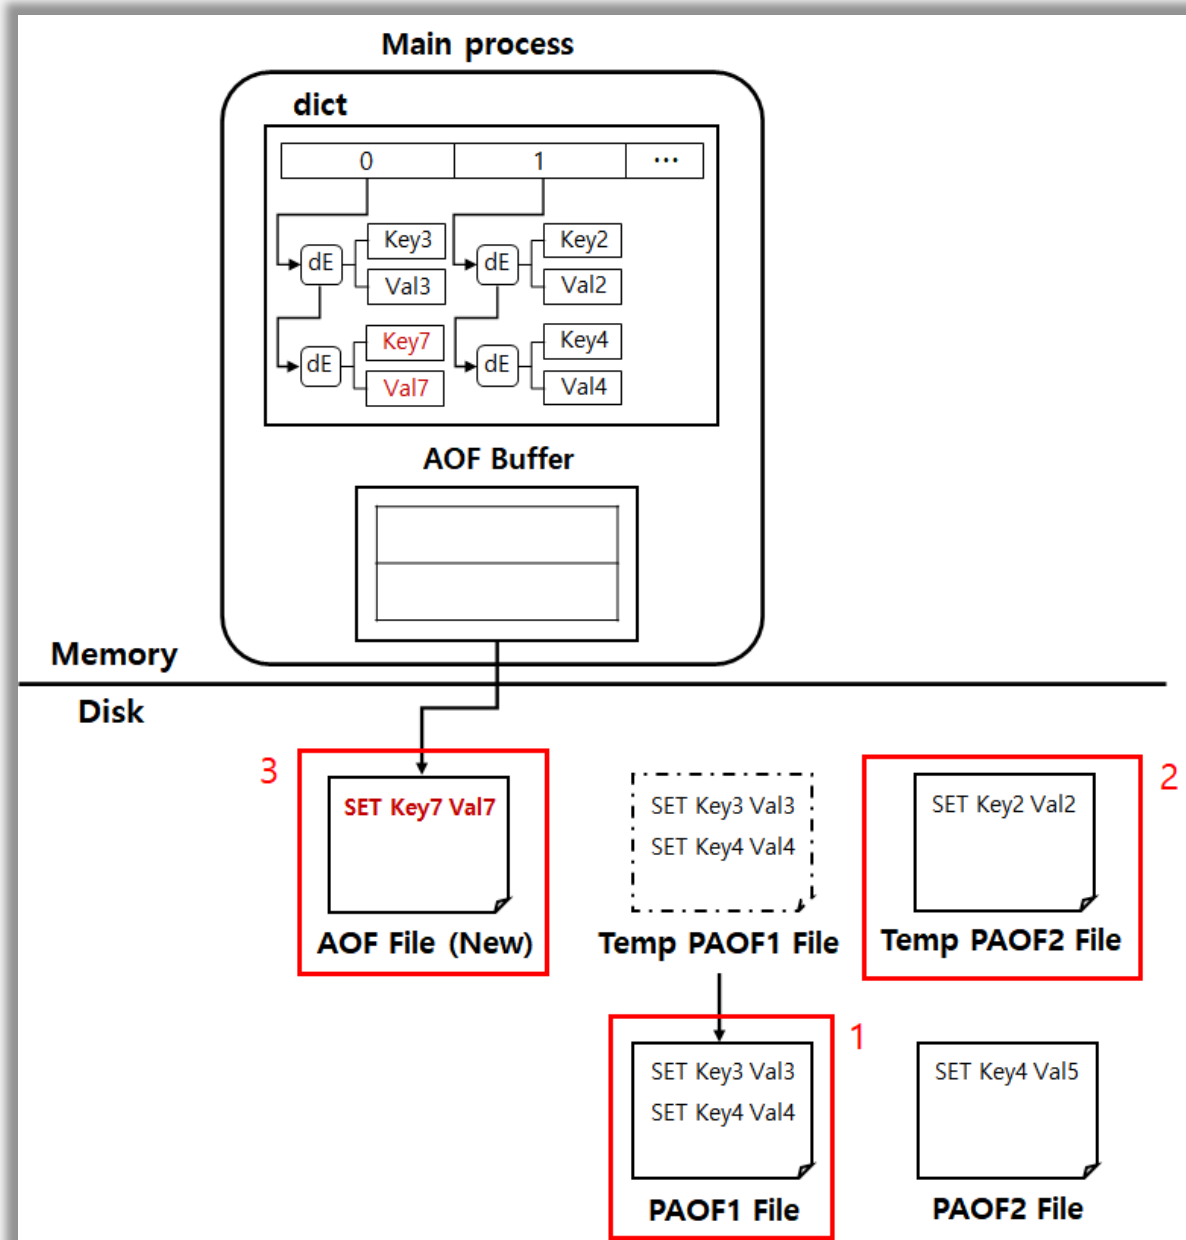 Main process
dict
0 1 ...
Key3 Key2
dE dE
Val3 Val2
Key7 Key4
dE dE
Val7 Val4
AOF Buffer
Memory
Disk
3
2
SET Key7 Val7
SET Key3 Val3
SET Key4 Val4
SET Key2 Val2
AOF File (New)
Temp PAOF1 File
Temp PAOF2 File
1
SET Key3 Val3
SET Key4 Val4
SET Key4 Val5
PAOF1 File
PAOF2 File